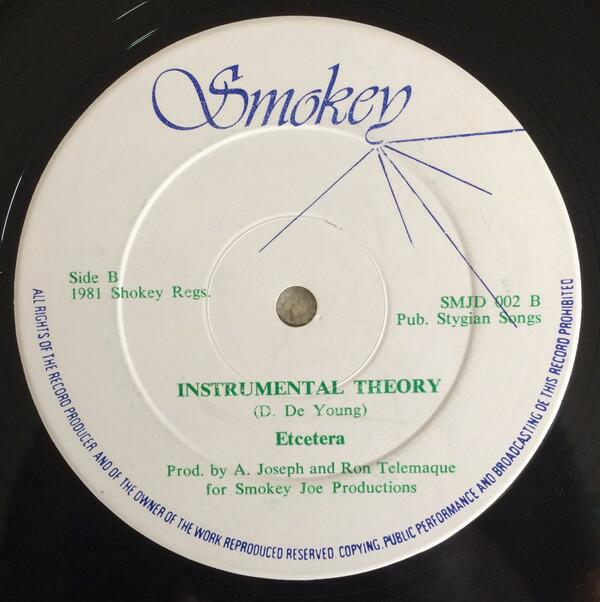 Smokey
Side B
1981 Shokey Regs.
SMJD 002 B
Pub. Stygian Songs
INSTRUMENTAL THEORY
(D. De Young)
Etcetera
Prod. by A. Joseph and Ron Telemaque
for Smokey Joe Productions
ALL RIGHTS OF THE RECORD PRODUCER AND OF THE OWNER OF THE WORK REPRODUCED RESERVED COPYING, PUBLIC PERFORMANCE AND BROADCASTING OE THIS RECORD PROHIBITED